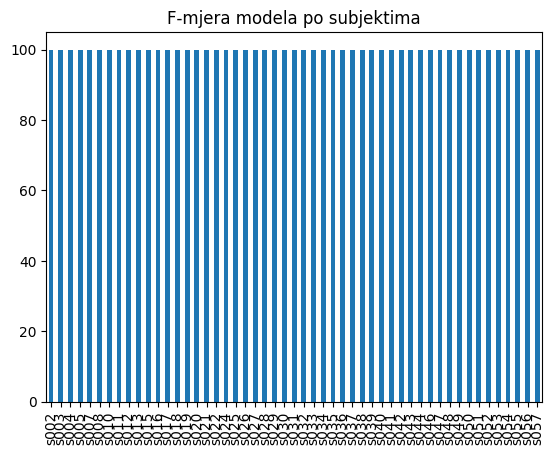 F-mjera modela po subjektima
100
80
60
40
20
0
s002
s003
s004
s005
s007
s008
s010
s011
s012
s013
s015
s016
s017
s018
s019
s020
s021
s022
s024
s025
s026
s027
s028
s029
s030
s031
s032
s033
s034
s035
s036
s037
s038
s039
s040
s041
s042
s043
s044
s046
s047
s048
s049
s050
s051
s052
s053
s054
s055
s056
s057